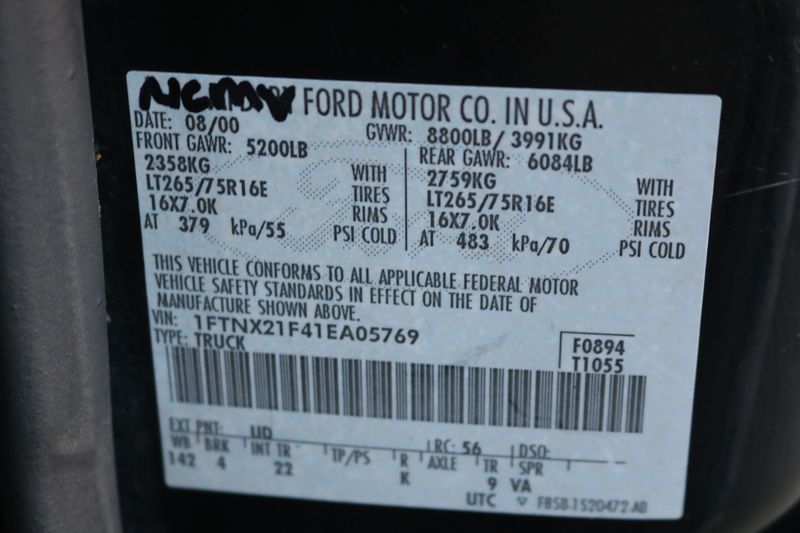 FORD MOTOR CO. IN U.S.A.
DATE: 08/00 GVWR: 8800LB/ 3991KG
FRONT GAWR: 5200LB REAR GAWR: 6084LB
2358KG WITH 2759KG WITH
LT265/75R16E TIRES LT265/75R16E TIRES
16X7.0K RIMS 16X7.0K RIMS
AT 379 kPa/55 PSI COLD AT 483 kPa/70 PSI COLD
THIS VEHICLE CONFORMS TO ALL APPLICABLE FEDERAL MOTOR
VEHICLE SAFETY STANDARDS IN EFFECT ON THE DATE OF
MANUFACTURE SHOWN ABOVE.
VIN: 1FTNX21F41EA05769
TYPE: TRUCK
F0894
T1055
EXT PNT: UD RC: 56 DSO:
WB BRK INT TR TP/PS R AXLE TR SPR
142 4 22 K 9 VA
UTC F85B-1520472-AB